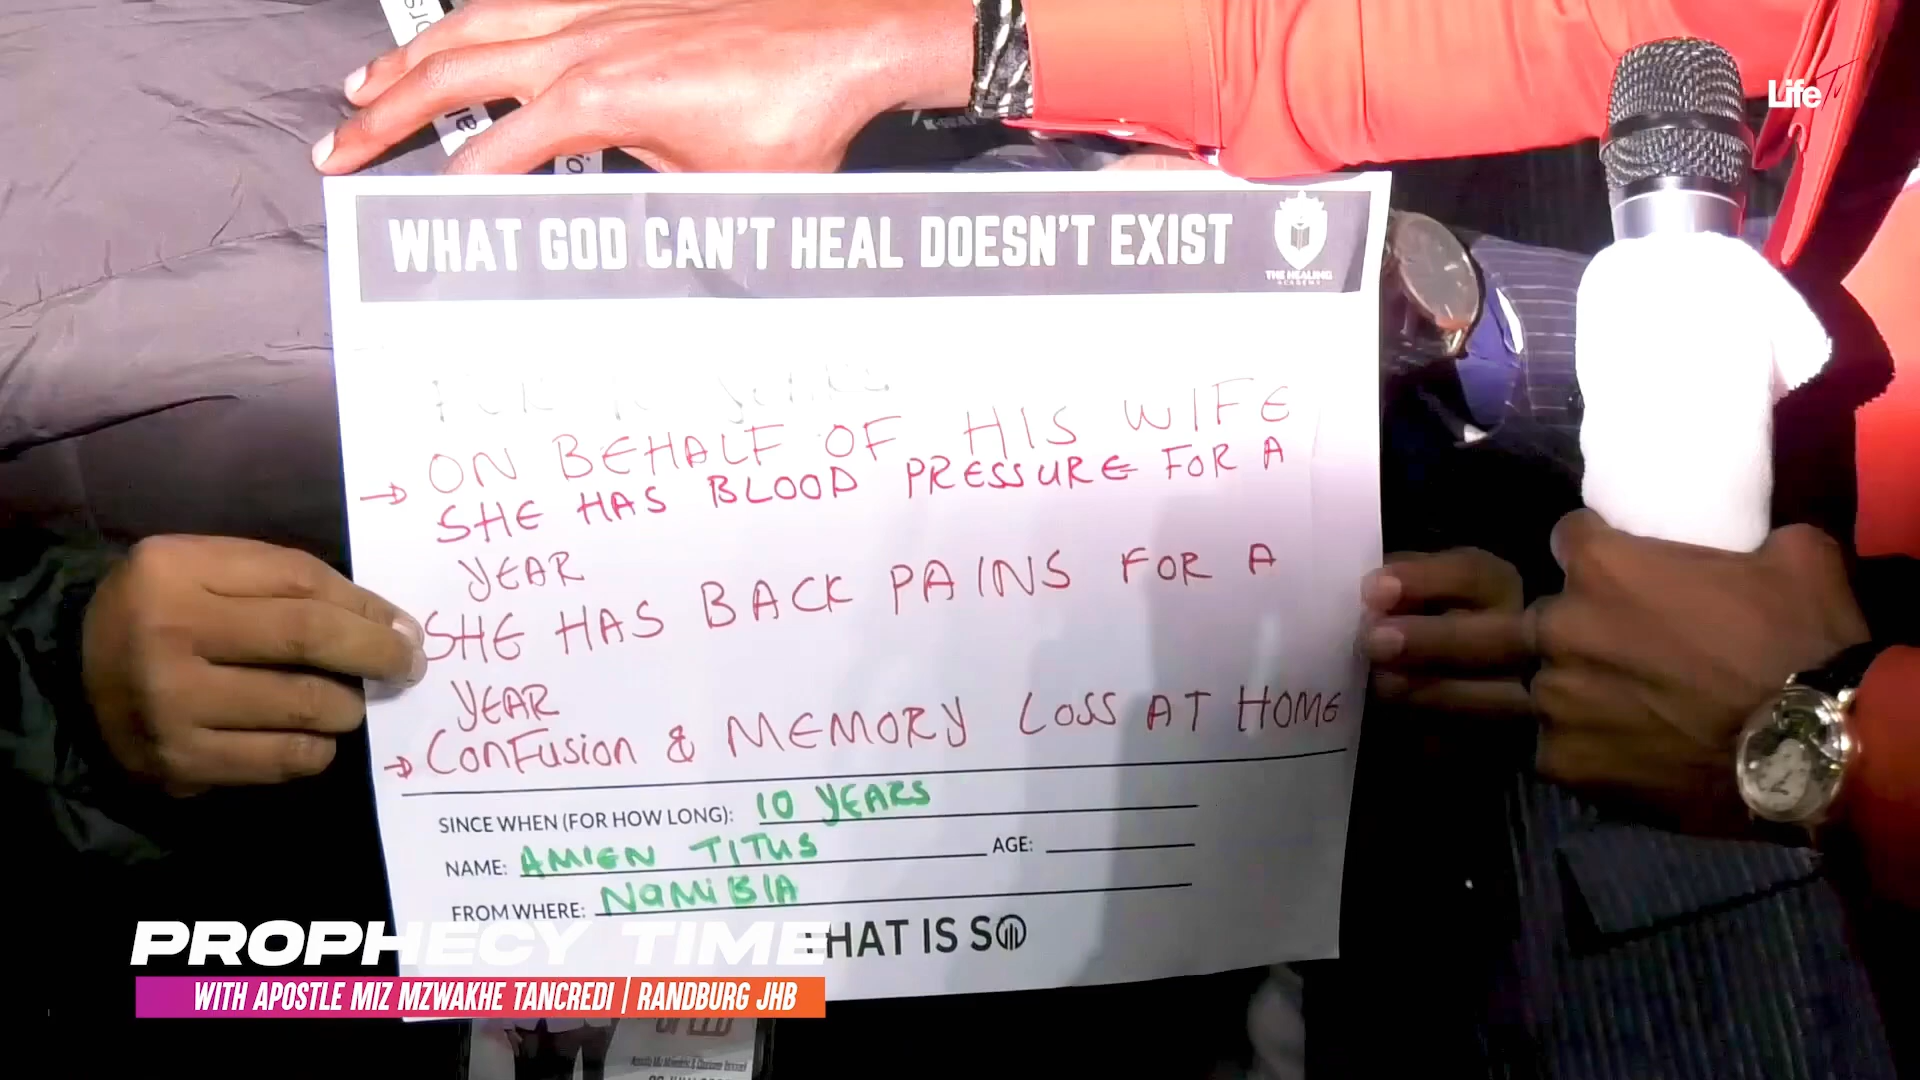 Life TV
WHAT GOD CAN'T HEAL DOESN'T EXIST
THE HEALING
ACADEMY
ON BEHALF OF HIS WIFE
→ SHE HAS BLOOD PRESSURE FOR A
YEAR
SHE HAS BACK PAINS FOR A
YEAR
→ CONFUSION & MEMORY LOSS AT HOME
SINCE WHEN (FOR HOW LONG): 10 YEARS
NAME: AMIEN TITUS AGE:
FROM WHERE: NAMIBIA
HAT IS SO
PROPHECY TIME
WITH APOSTLE MIZ MZWAKHE TANCREDI | RANDBURG JHB